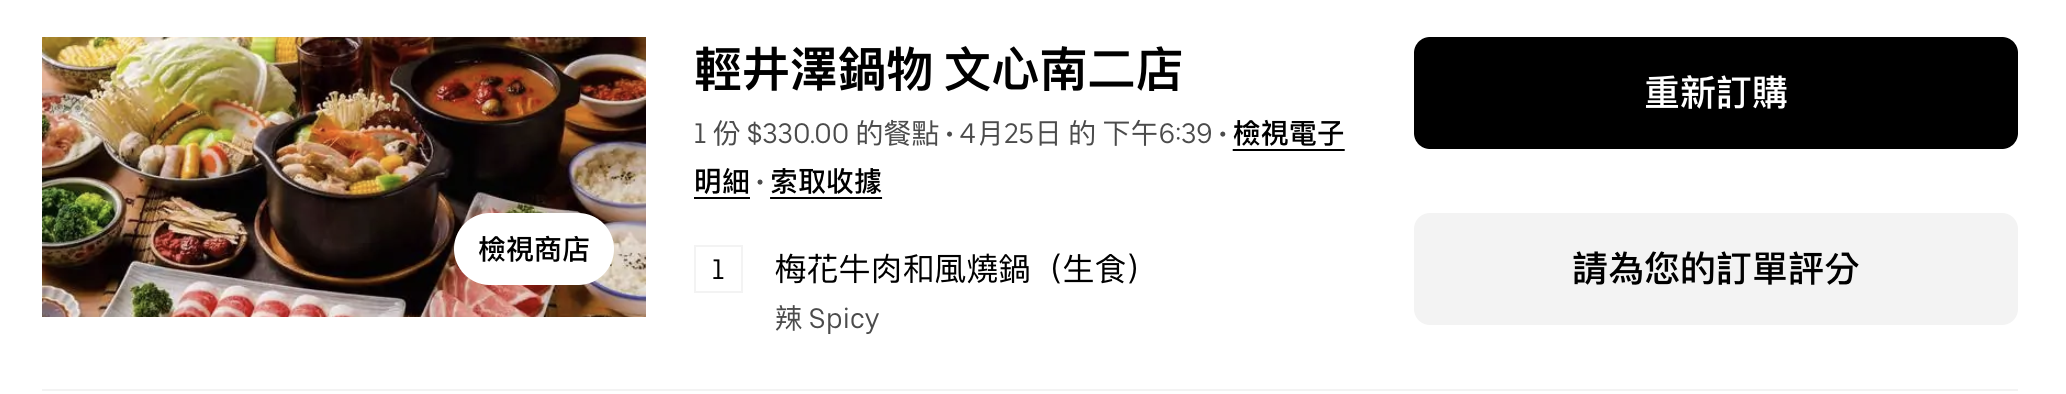 輕井澤鍋物 文心南二店
1 份 $330.00 的餐點 • 4月25日 的 下午6:39 • 檢視電子
明細 • 索取收據
檢視商店
1 梅花牛肉和風燒鍋（生食）
辣 Spicy
重新訂購
請為您的訂單評分